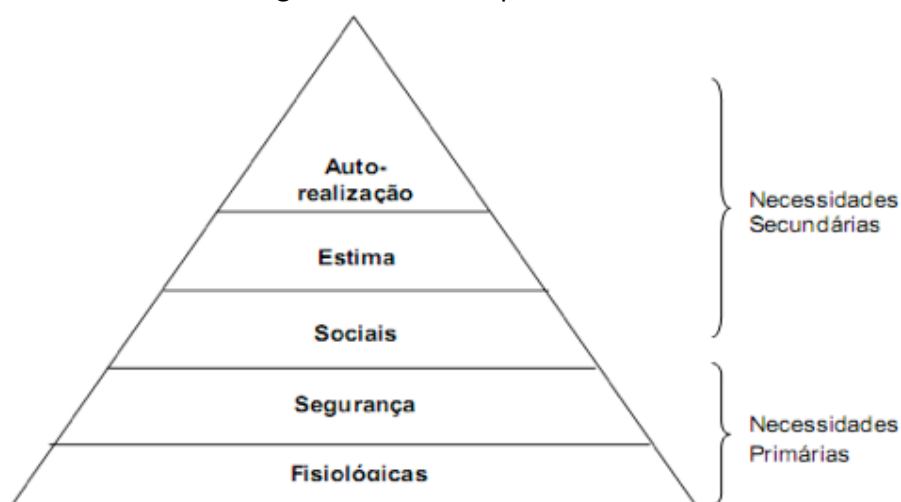 Auto-
realização
Estima
Sociais
Segurança
Fisiológicas
Necessidades
Secundárias
Necessidades
Primárias